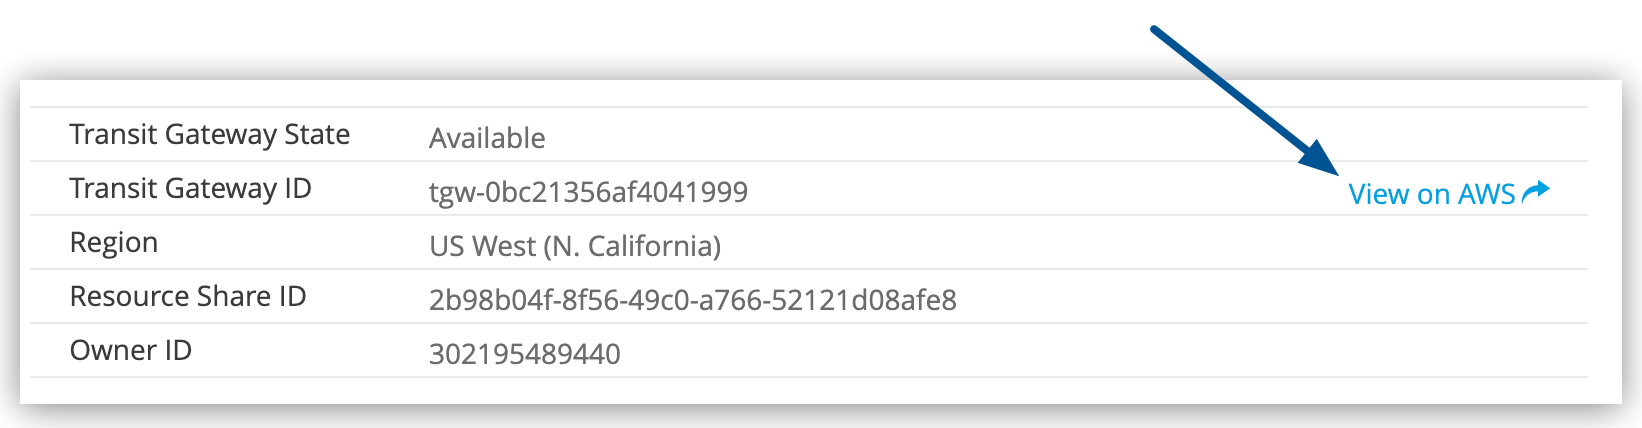 Transit Gateway State Available
Transit Gateway ID tgw-0bc21356af4041999 View on AWS
Region US West (N. California)
Resource Share ID 2b98b04f-8f56-49c0-a766-52121d08afe8
Owner ID 302195489440